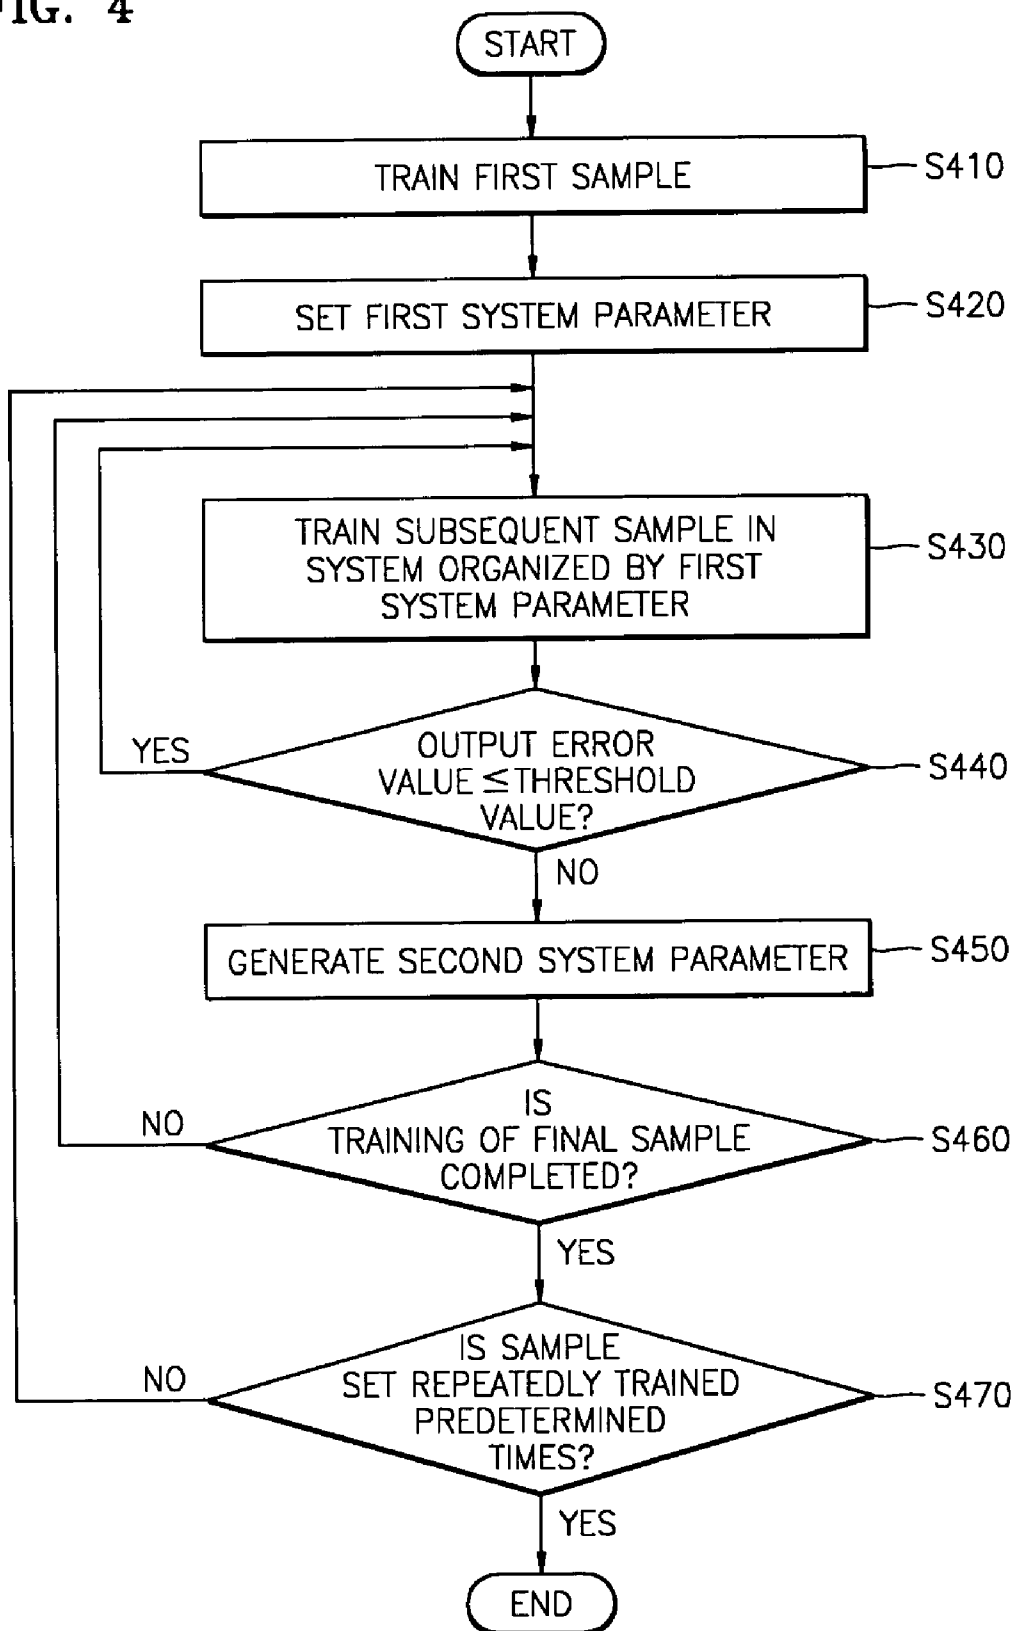 FIG. 4
START
TRAIN FIRST SAMPLE
S410
SET FIRST SYSTEM PARAMETER
S420
TRAIN SUBSEQUENT SAMPLE IN
SYSTEM ORGANIZED BY FIRST
SYSTEM PARAMETER
S430
YES
OUTPUT ERROR
VALUE ≤ THRESHOLD
VALUE?
S440
NO
GENERATE SECOND SYSTEM PARAMETER
S450
NO
IS
TRAINING OF FINAL SAMPLE
COMPLETED?
S460
YES
NO
IS SAMPLE
SET REPEATEDLY TRAINED
PREDETERMINED
TIMES?
S470
YES
END